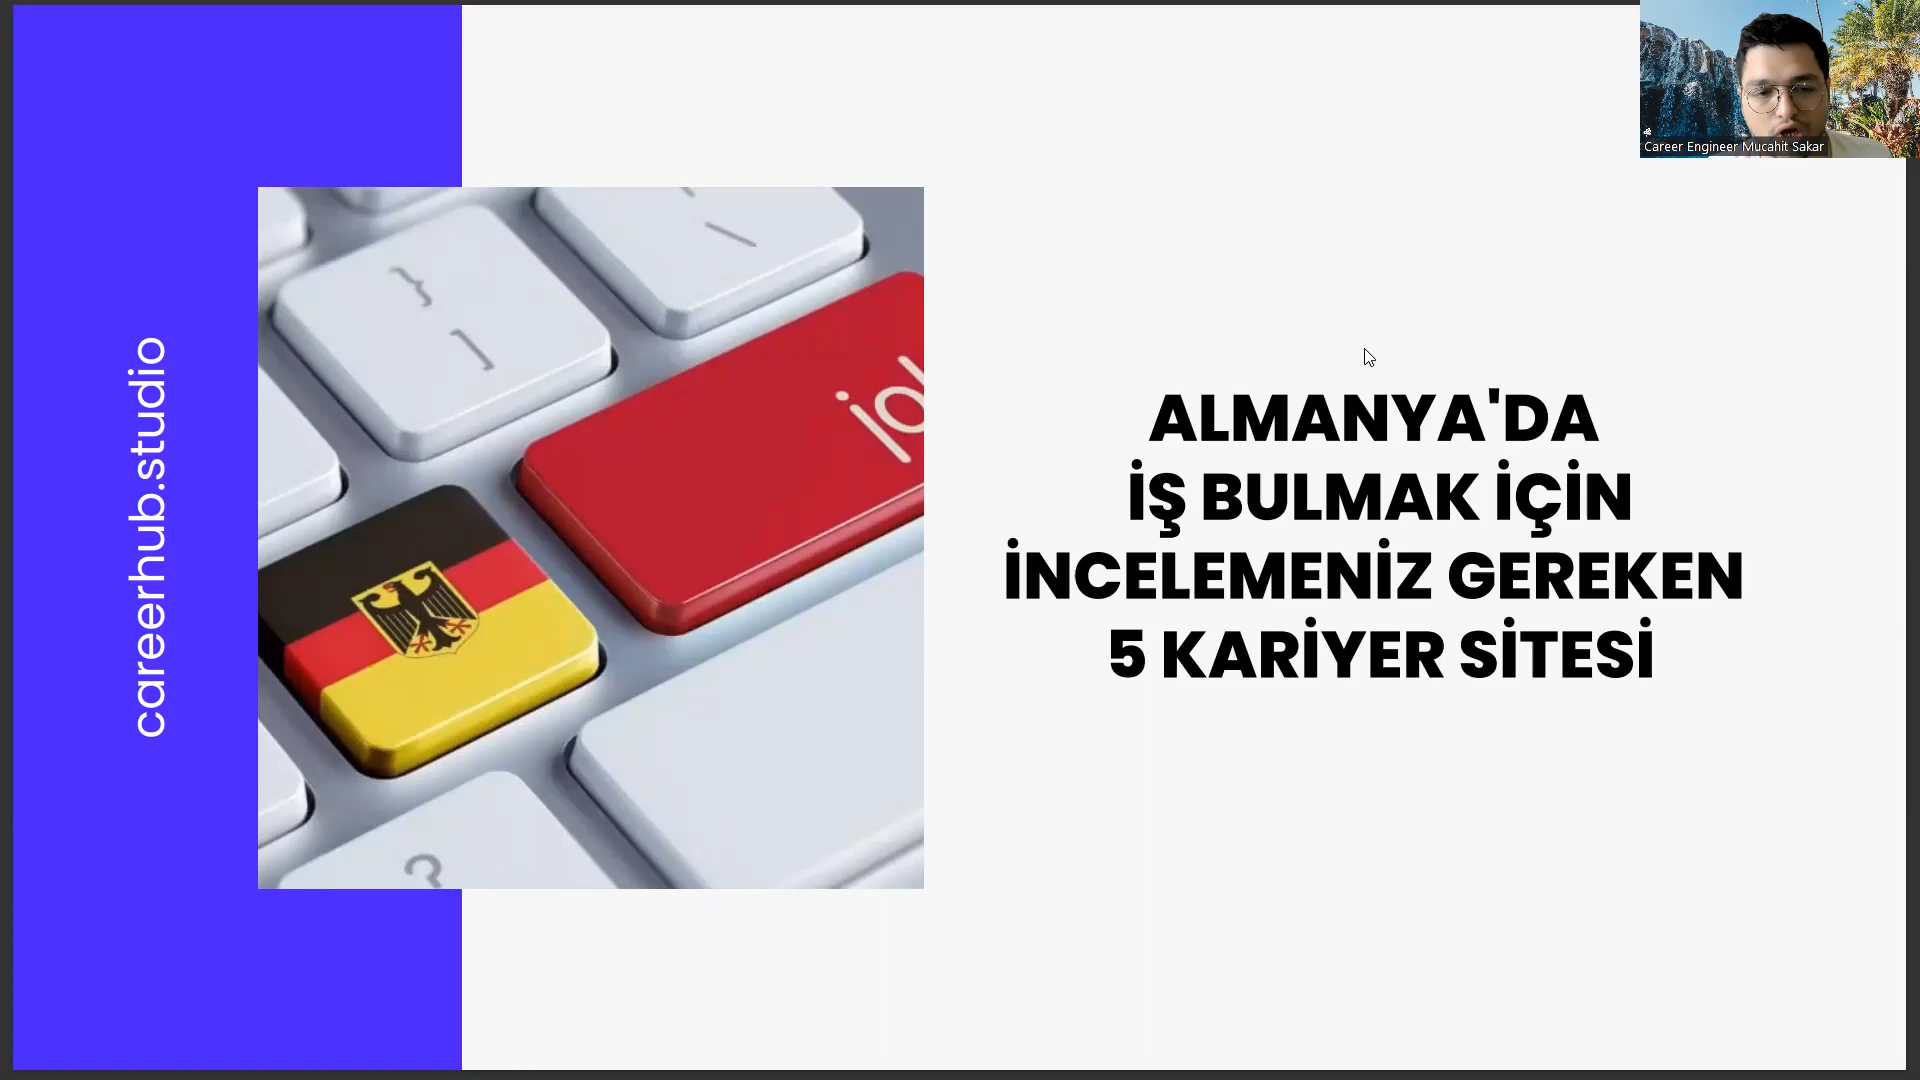 careerhub.studio
ALMANYA'DA
İŞ BULMAK İÇİN
İNCELEMENİZ GEREKEN
5 KARİYER SİTESİ
Career Engineer Mucahit Sakar